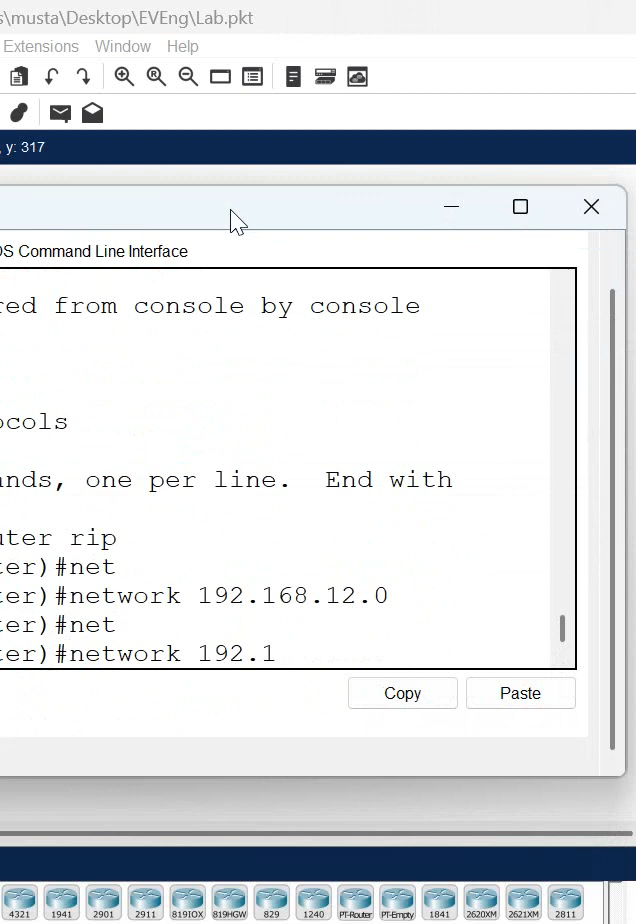 s\musta\Desktop\EVEng\Lab.pkt
Extensions Window Help
, y: 317
OS Command Line Interface
red from console by console
ocols
ands, one per line. End with
uter rip
ter)#net
ter)#network 192.168.12.0
ter)#net
ter)#network 192.1
Copy Paste
4321 1941 2901 2911 819IOX 819HGW 829 1240 PT-Router PT-Empty 1841 2620XM 2621XM 2811